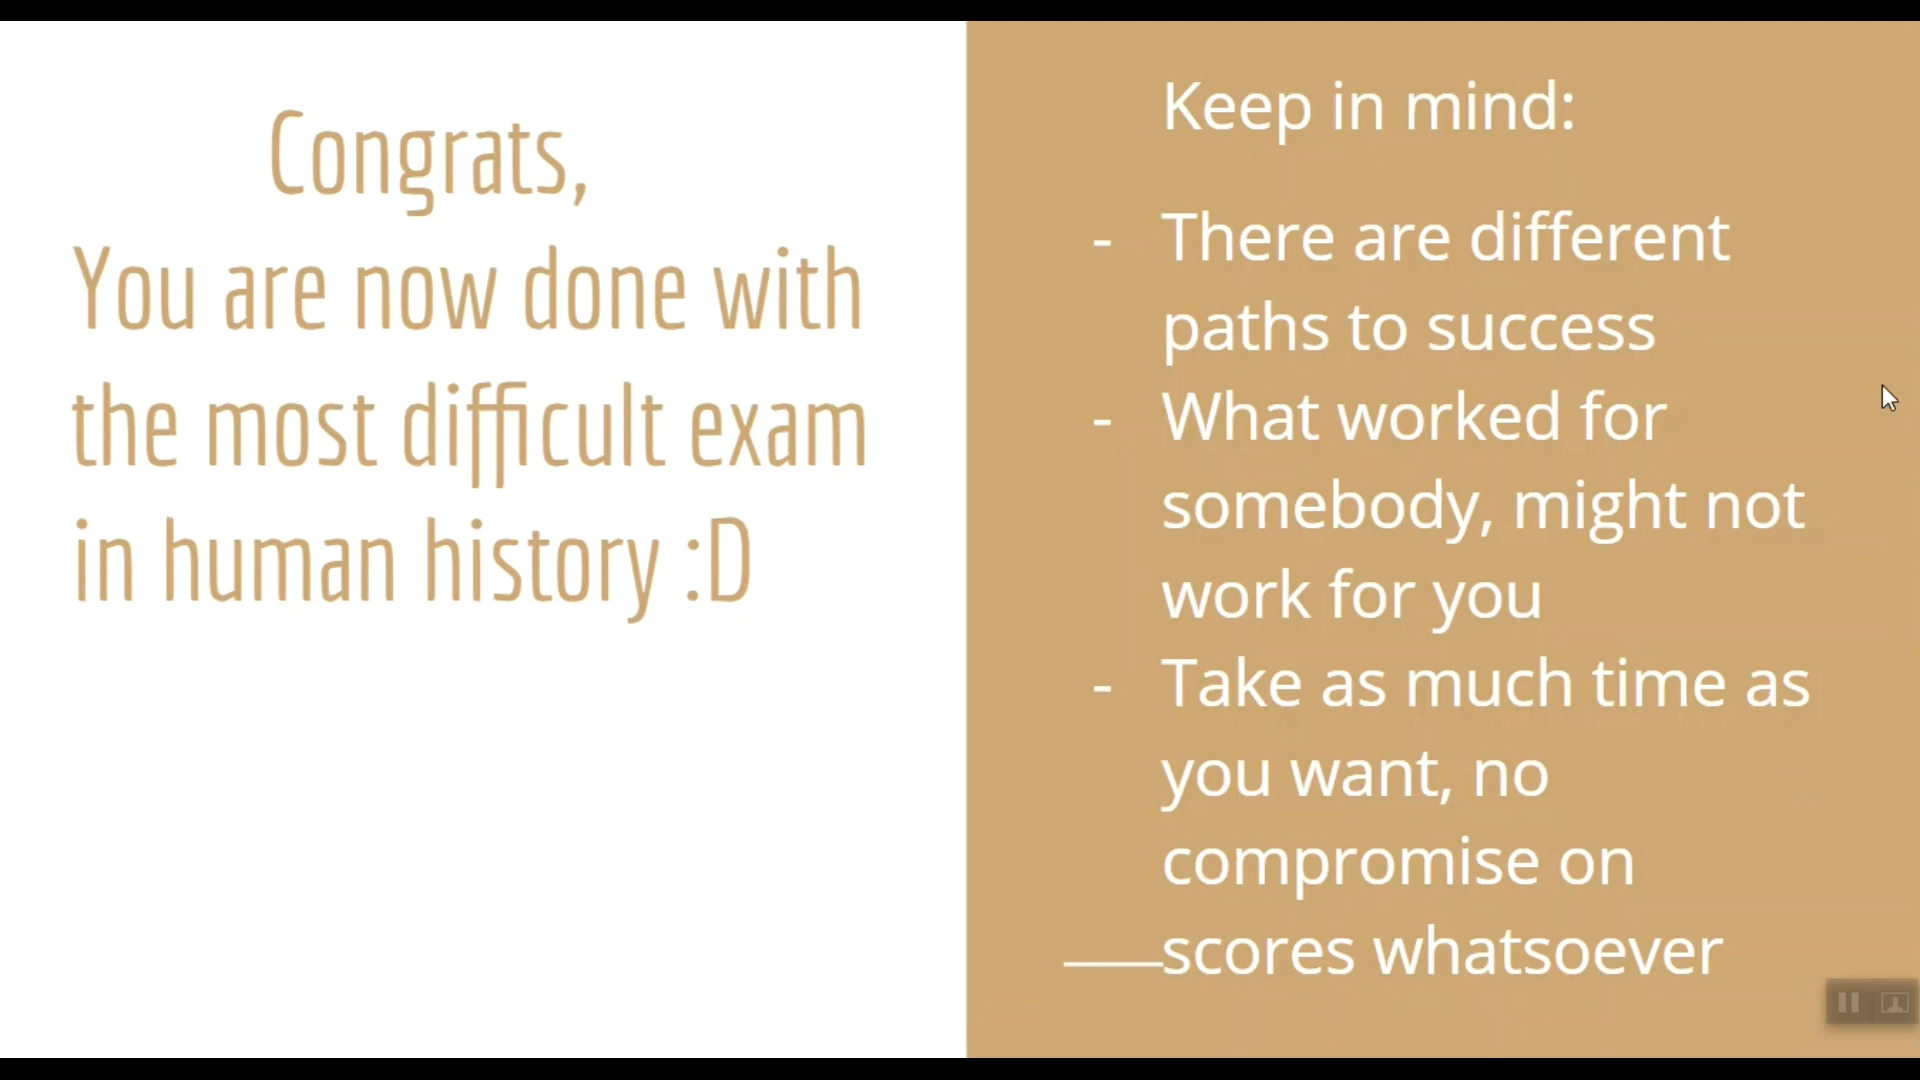 Congrats,
You are now done with
the most difficult exam
in human history :D
Keep in mind:
- There are different
paths to success
- What worked for
somebody, might not
work for you
- Take as much time as
you want, no
compromise on
scores whatsoever